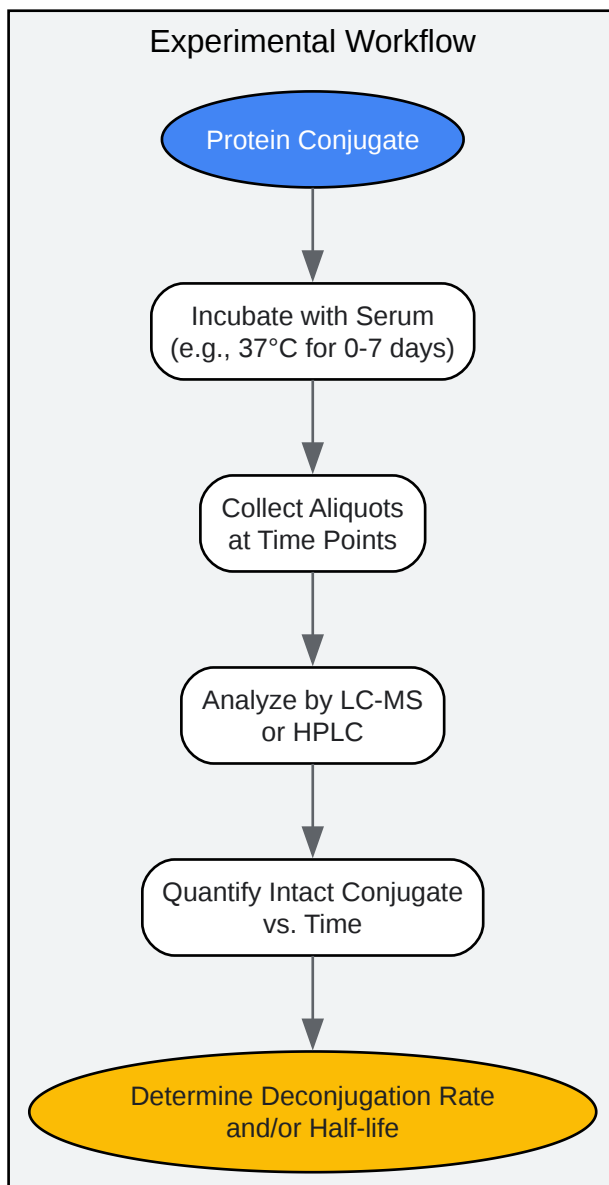 Experimental Workflow
Protein Conjugate
Incubate with Serum
(e.g., 37°C for 0-7 days)
Collect Aliquots
at Time Points
Analyze by LC-MS
or HPLC
Quantify Intact Conjugate
vs. Time
Determine Deconjugation Rate
and/or Half-life